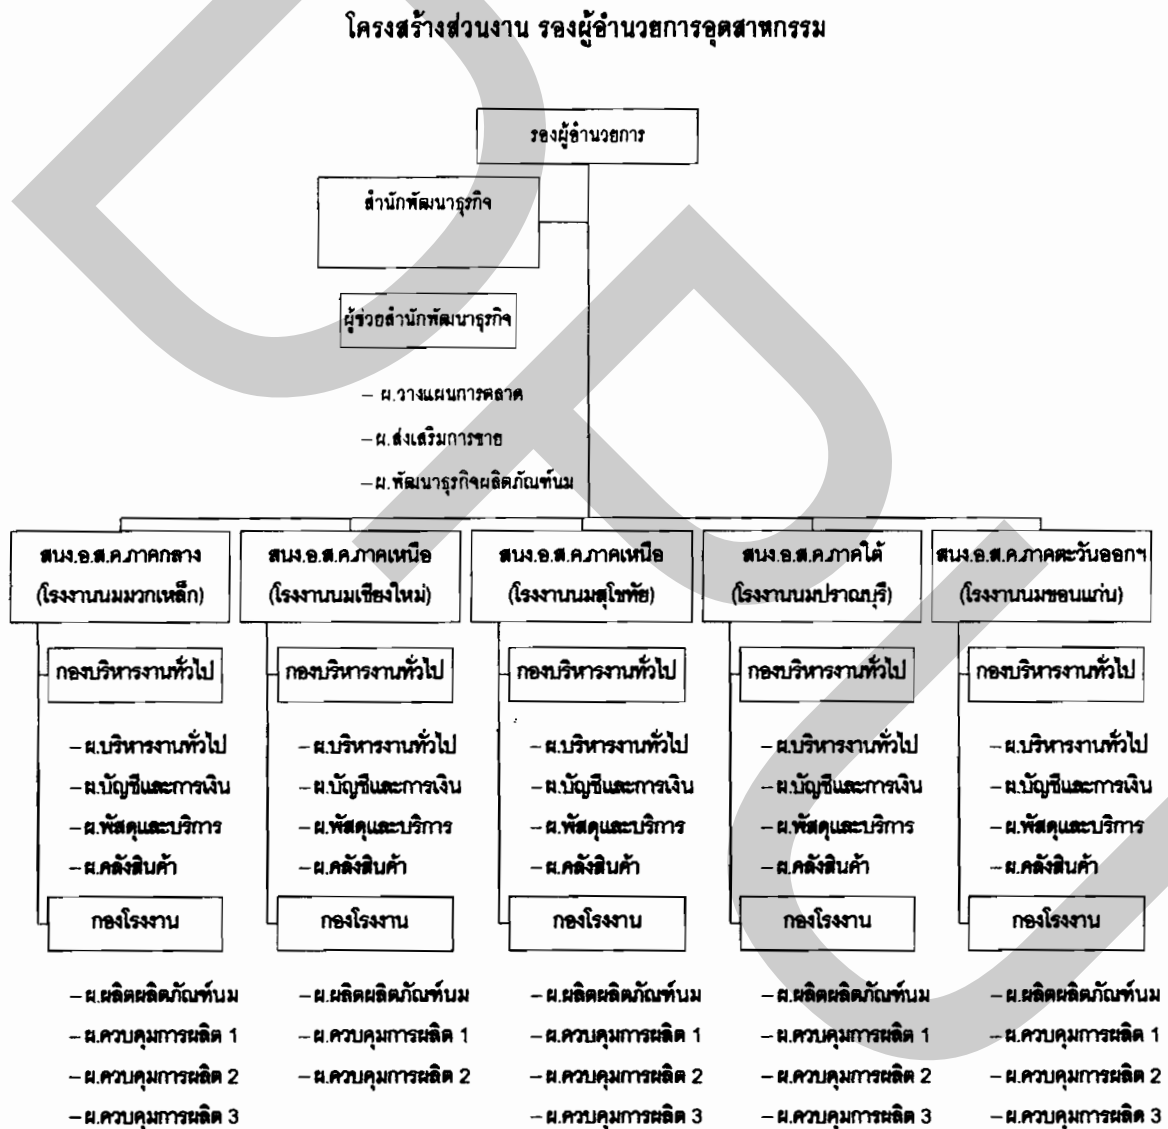 โครงสร้างส่วนงาน รองผู้อำนวยการอุตสาหกรรม
รองผู้อำนวยการ
สำนักพัฒนาธุรกิจ
ผู้ช่วยสำนักพัฒนาธุรกิจ
– ผ.วางแผนการตลาด
– ผ.ส่งเสริมการขาย
– ผ.พัฒนาธุรกิจผลิตภัณฑ์นม
สนง.อ.ส.ค.ภาคกลาง
(โรงงานนมมวกเหล็ก)
กองบริหารงานทั่วไป
– ผ.บริหารงานทั่วไป
– ผ.บัญชีและการเงิน
– ผ.พัสดุและบริการ
– ผ.คลังสินค้า
กองโรงงาน
– ผ.ผลิตผลิตภัณฑ์นม
– ผ.ควบคุมการผลิต 1
– ผ.ควบคุมการผลิต 2
– ผ.ควบคุมการผลิต 3
สนง.อ.ส.ค.ภาคเหนือ
(โรงงานนมเชียงใหม่)
กองบริหารงานทั่วไป
– ผ.บริหารงานทั่วไป
– ผ.บัญชีและการเงิน
– ผ.พัสดุและบริการ
– ผ.คลังสินค้า
กองโรงงาน
– ผ.ผลิตผลิตภัณฑ์นม
– ผ.ควบคุมการผลิต 1
– ผ.ควบคุมการผลิต 2
สนง.อ.ส.ค.ภาคเหนือ
(โรงงานนมสุโขทัย)
กองบริหารงานทั่วไป
– ผ.บริหารงานทั่วไป
– ผ.บัญชีและการเงิน
– ผ.พัสดุและบริการ
– ผ.คลังสินค้า
กองโรงงาน
– ผ.ผลิตผลิตภัณฑ์นม
– ผ.ควบคุมการผลิต 1
– ผ.ควบคุมการผลิต 2
– ผ.ควบคุมการผลิต 3
สนง.อ.ส.ค.ภาคใต้
(โรงงานนมปราณบุรี)
กองบริหารงานทั่วไป
– ผ.บริหารงานทั่วไป
– ผ.บัญชีและการเงิน
– ผ.พัสดุและบริการ
– ผ.คลังสินค้า
กองโรงงาน
– ผ.ผลิตผลิตภัณฑ์นม
– ผ.ควบคุมการผลิต 1
– ผ.ควบคุมการผลิต 2
– ผ.ควบคุมการผลิต 3
สนง.อ.ส.ค.ภาคตะวันออกฯ
(โรงงานนมขอนแก่น)
กองบริหารงานทั่วไป
– ผ.บริหารงานทั่วไป
– ผ.บัญชีและการเงิน
– ผ.พัสดุและบริการ
– ผ.คลังสินค้า
กองโรงงาน
– ผ.ผลิตผลิตภัณฑ์นม
– ผ.ควบคุมการผลิต 1
– ผ.ควบคุมการผลิต 2
– ผ.ควบคุมการผลิต 3
DPU